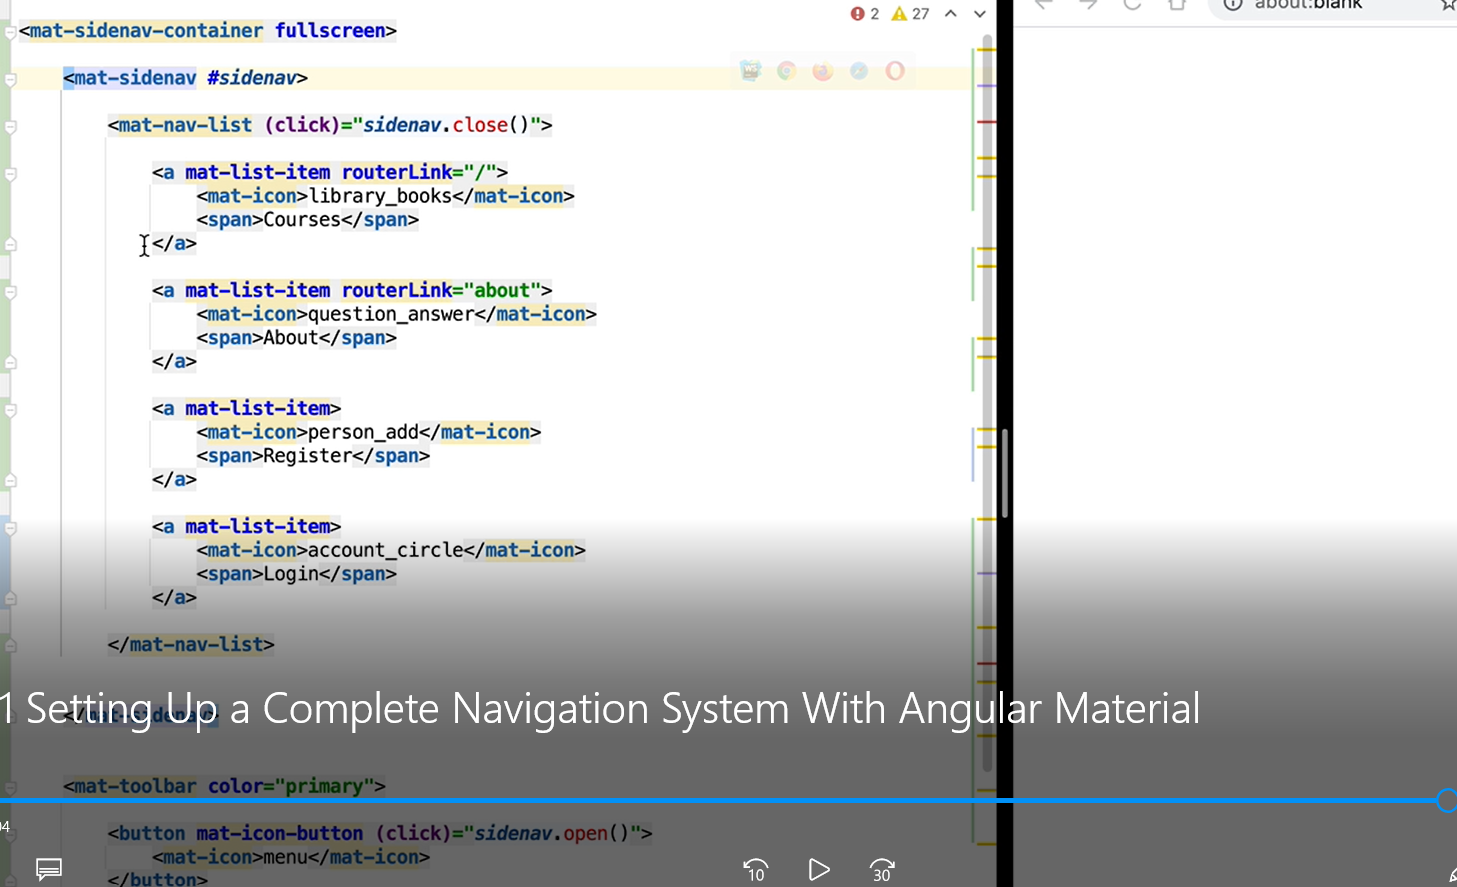 <mat-sidenav-container fullscreen>
2 27
about:blank
<mat-sidenav #sidenav>
<mat-nav-list (click)="sidenav.close()">
<a mat-list-item routerLink="/">
<mat-icon>library_books</mat-icon>
<span>Courses</span>
</a>
<a mat-list-item routerLink="about">
<mat-icon>question_answer</mat-icon>
<span>About</span>
</a>
<a mat-list-item>
<mat-icon>person_add</mat-icon>
<span>Register</span>
</a>
<a mat-list-item>
<mat-icon>account_circle</mat-icon>
<span>Login</span>
</a>
</mat-nav-list>
</mat-sidenav>
1 Setting Up a Complete Navigation System With Angular Material
<mat-toolbar color="primary">
04
<button mat-icon-button (click)="sidenav.open()">
<mat-icon>menu</mat-icon>
</button>
10 30